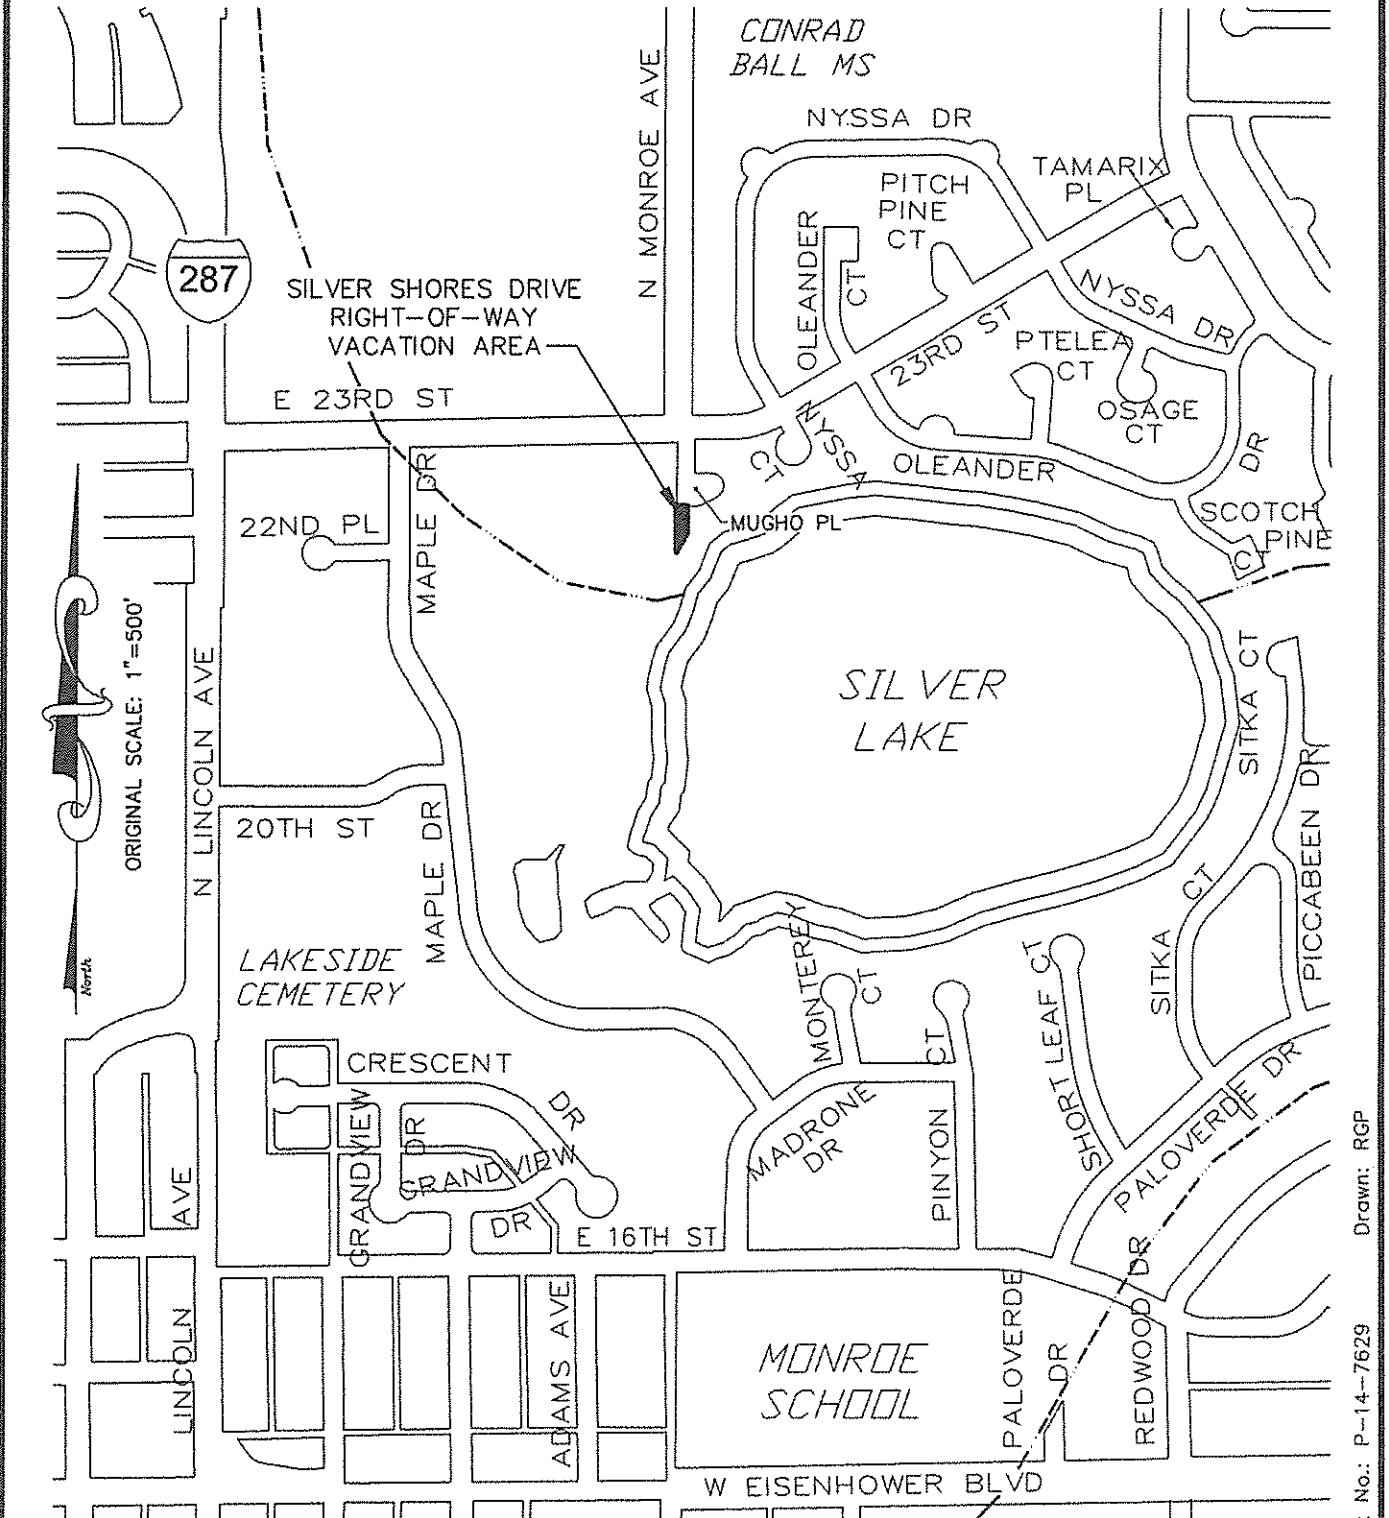 CONRAD
BALL MS
N MONROE AVE
NYSSA DR
TAMARIX
PL
PITCH
PINE
CT
OLEANDER
CT
287
SILVER SHORES DRIVE
RIGHT-OF-WAY
VACATION AREA
NYSSA DR
23RD ST
PTELEA
CT
E 23RD ST
OSAGE
CT
NYSSA
CT
OLEANDER
DR
MAPLE DR
22ND PL
MUGHO PL
SCOTCH
PINE
CT
ORIGINAL SCALE: 1"=500'
North
N LINCOLN AVE
SILVER
LAKE
SITKA CT
PICCABEEN DR
20TH ST
MAPLE DR
SITKA
CT
LAKESIDE
CEMETERY
MONTEREY
CT
CT
PINYON
SHORT LEAF CT
CRESCENT
DR
GRANDVIEW
DR
GRANDVIEW
DR
MADRONE
DR
PALOVERDE DR
AVE
LINCOLN
E 16TH ST
ADAMS AVE
MONROE
SCHOOL
PALOVERDE
DR
REDWOOD DR
W EISENHOWER BLVD
No.: P-14-7629
Drawn: RGP